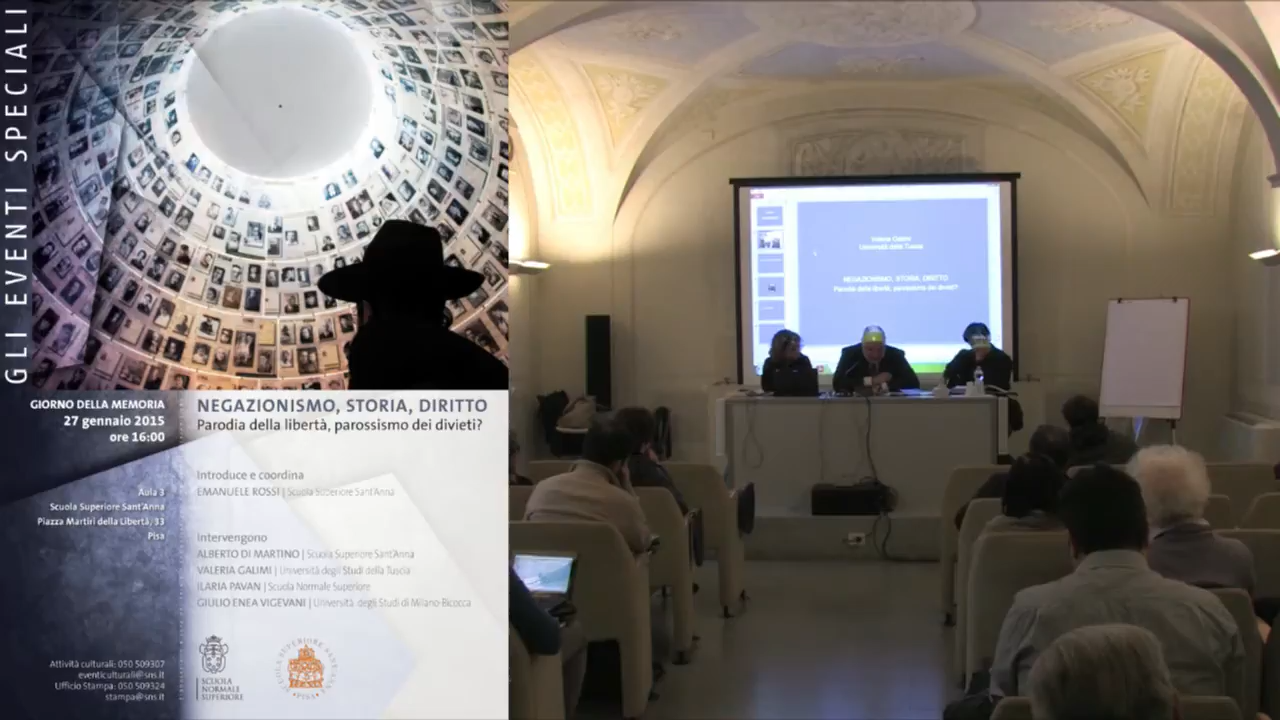 GLI EVENTI SPECIALI
GIORNO DELLA MEMORIA
27 gennaio 2015
ore 16:00
Aula 3
Scuola Superiore Sant'Anna
Piazza Martiri della Libertà, 33
Pisa
Attività culturali: 050 509307
eventiculturali@sns.it
Ufficio Stampa: 050 509324
stampa@sns.it
NEGAZIONISMO, STORIA, DIRITTO
Parodia della libertà, parossismo dei divieti?
Introduce e coordina
EMANUELE ROSSI | Scuola Superiore Sant'Anna
Intervengono
ALBERTO DI MARTINO | Scuola Superiore Sant'Anna
VALERIA GALIMI | Università degli Studi della Tuscia
ILARIA PAVAN | Scuola Normale Superiore
GIULIO ENEA VIGEVANI | Università degli Studi di Milano-Bicocca
SCUOLA
NORMALE
SUPERIORE
SCUOLA SUPERIORE SANT'ANNA
PISA
Valeria Galimi
Università della Tuscia
NEGAZIONISMO, STORIA, DIRITTO
Parodia della libertà, parossismo dei divieti?